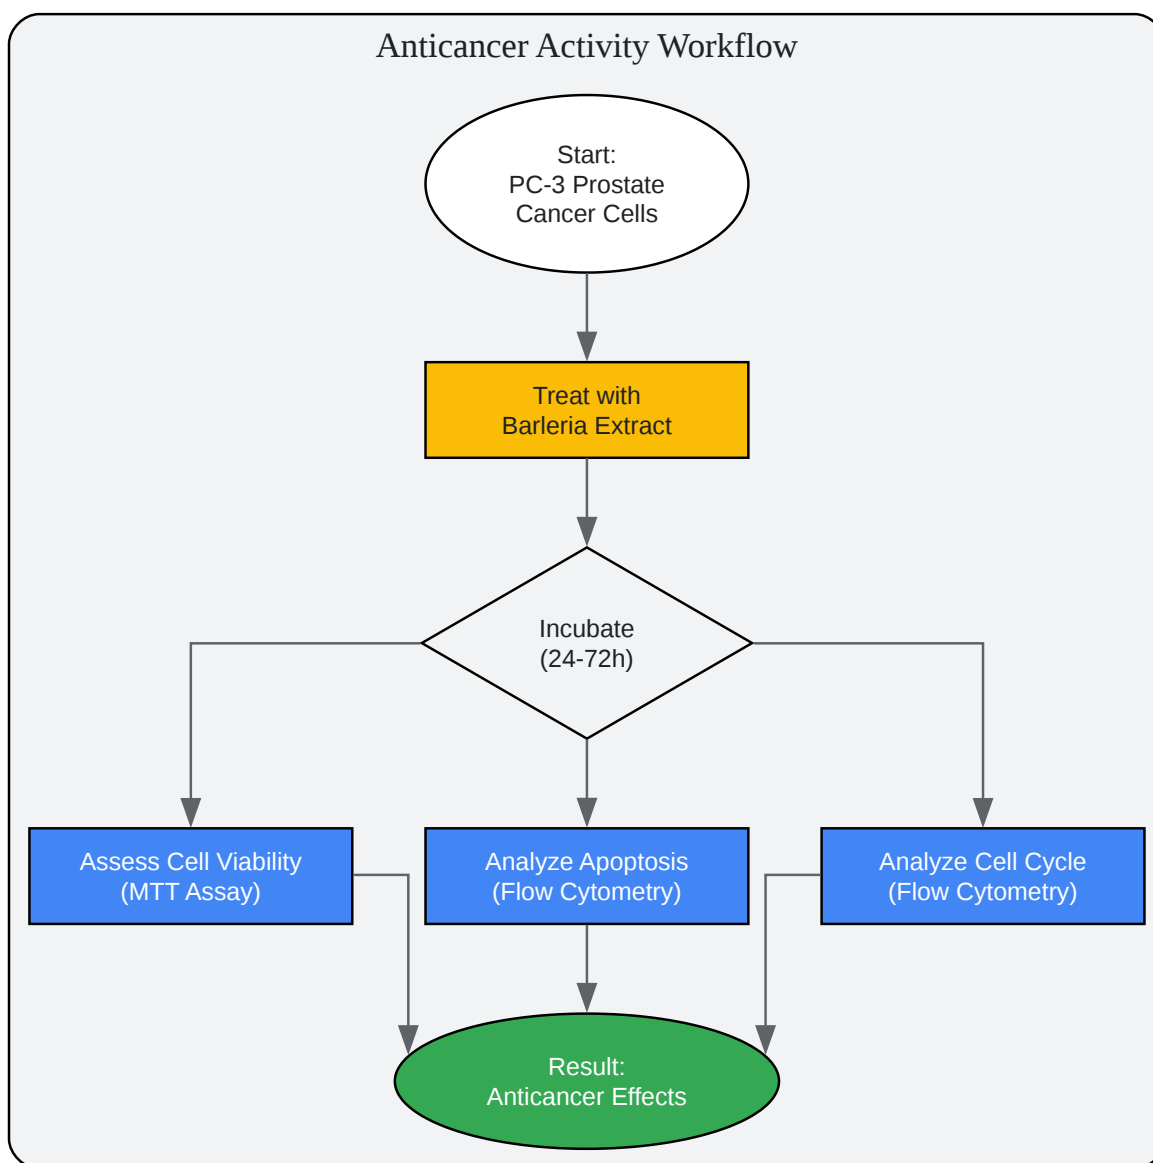 Anticancer Activity Workflow
Start:
PC-3 Prostate
Cancer Cells
Treat with
Barleria Extract
Incubate
(24-72h)
Assess Cell Viability
(MTT Assay)
Analyze Apoptosis
(Flow Cytometry)
Analyze Cell Cycle
(Flow Cytometry)
Result:
Anticancer Effects